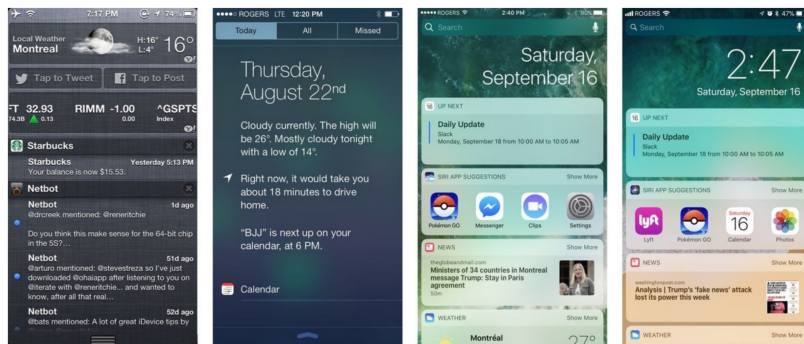 7:17 PM
74%
Local Weather
Montreal
H:16°
L:4°
16°
Tap to Tweet
Tap to Post
FT 32.93
RIMM -1.00
^GSPTS
74.3B 0.13
0.00
Index
Starbucks
Starbucks
Yesterday 5:13 PM
Your balance is now $15.53.
Netbot
Netbot
1d ago
@drcreek mentioned: @reneritchie
Do you think this make sense for the 64-bit chip
in the 5S?…
Netbot
51d ago
@arturo mentioned: @stevestreza so I've just
downloaded @ohaiapp after listening to you on
@iterate with @reneritchie... and wanted to
know, after all that real…
Netbot
52d ago
@bats mentioned: A lot of great iDevice tips by
ROGERS LTE 12:20 PM
Today
All
Missed
Thursday,
August 22nd
Cloudy currently. The high will
be 26°. Mostly cloudy tonight
with a low of 14°.
Right now, it would take you
about 18 minutes to drive
home.
“BJJ” is next up on your
calendar, at 6 PM.
Calendar
ROGERS
2:40 PM
Search
Saturday,
September 16
16
UP NEXT
Daily Update
Slack
Monday, September 18 from 10:00 AM to 10:05 AM
SIRI APP SUGGESTIONS
Show More
Pokémon GO
Messenger
Clips
Settings
NEWS
Show More
theglobeandmail.com
Ministers of 34 countries in Montreal
message Trump: Stay in Paris
agreement
50m
WEATHER
Show More
Montréal
27°
ROGERS
47%
Search
2:47
Saturday, September 16
16
UP NEXT
Daily Update
Slack
Monday, September 18 from 10:00 AM to 10:05 AM
SIRI APP SUGGESTIONS
Show More
lyft
Saturday
16
Lyft
Pokémon GO
Calendar
Photos
NEWS
Show More
washingtonpost.com
Analysis | Trump's 'fake news' attack
lost its power this week
WEATHER
Show More